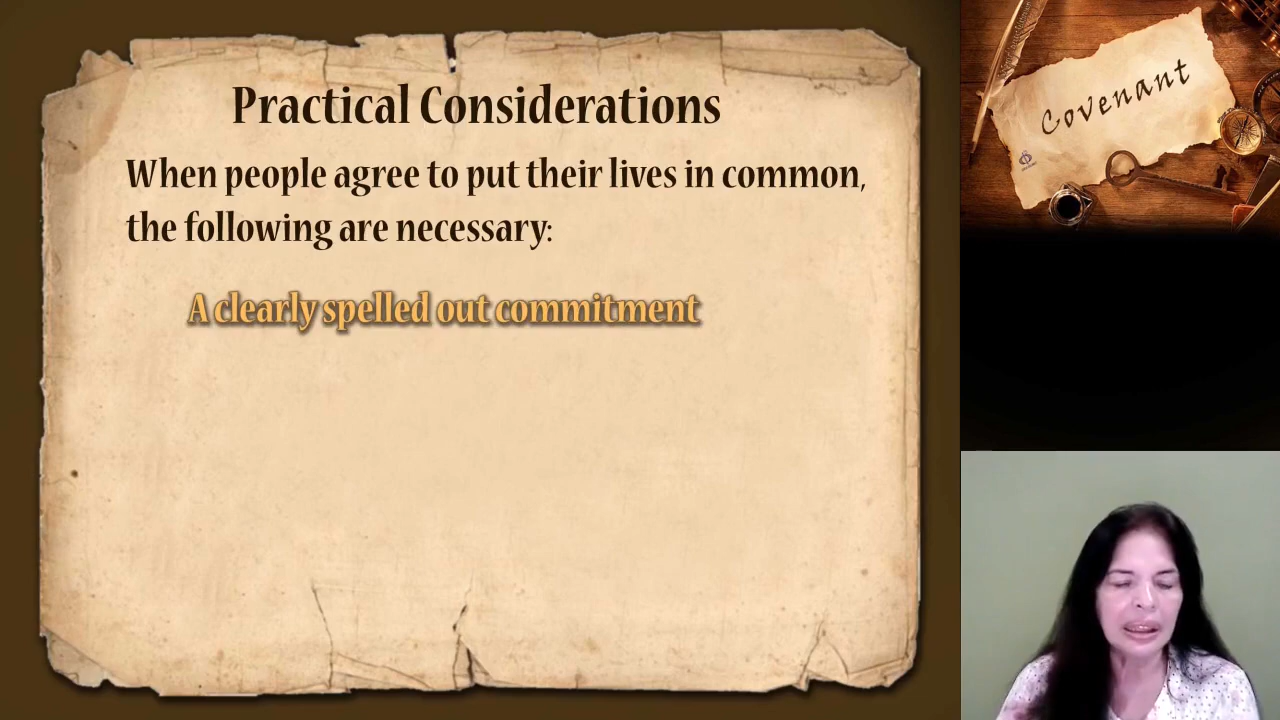 Practical Considerations
When people agree to put their lives in common,
the following are necessary:
A clearly spelled out commitment
Covenant